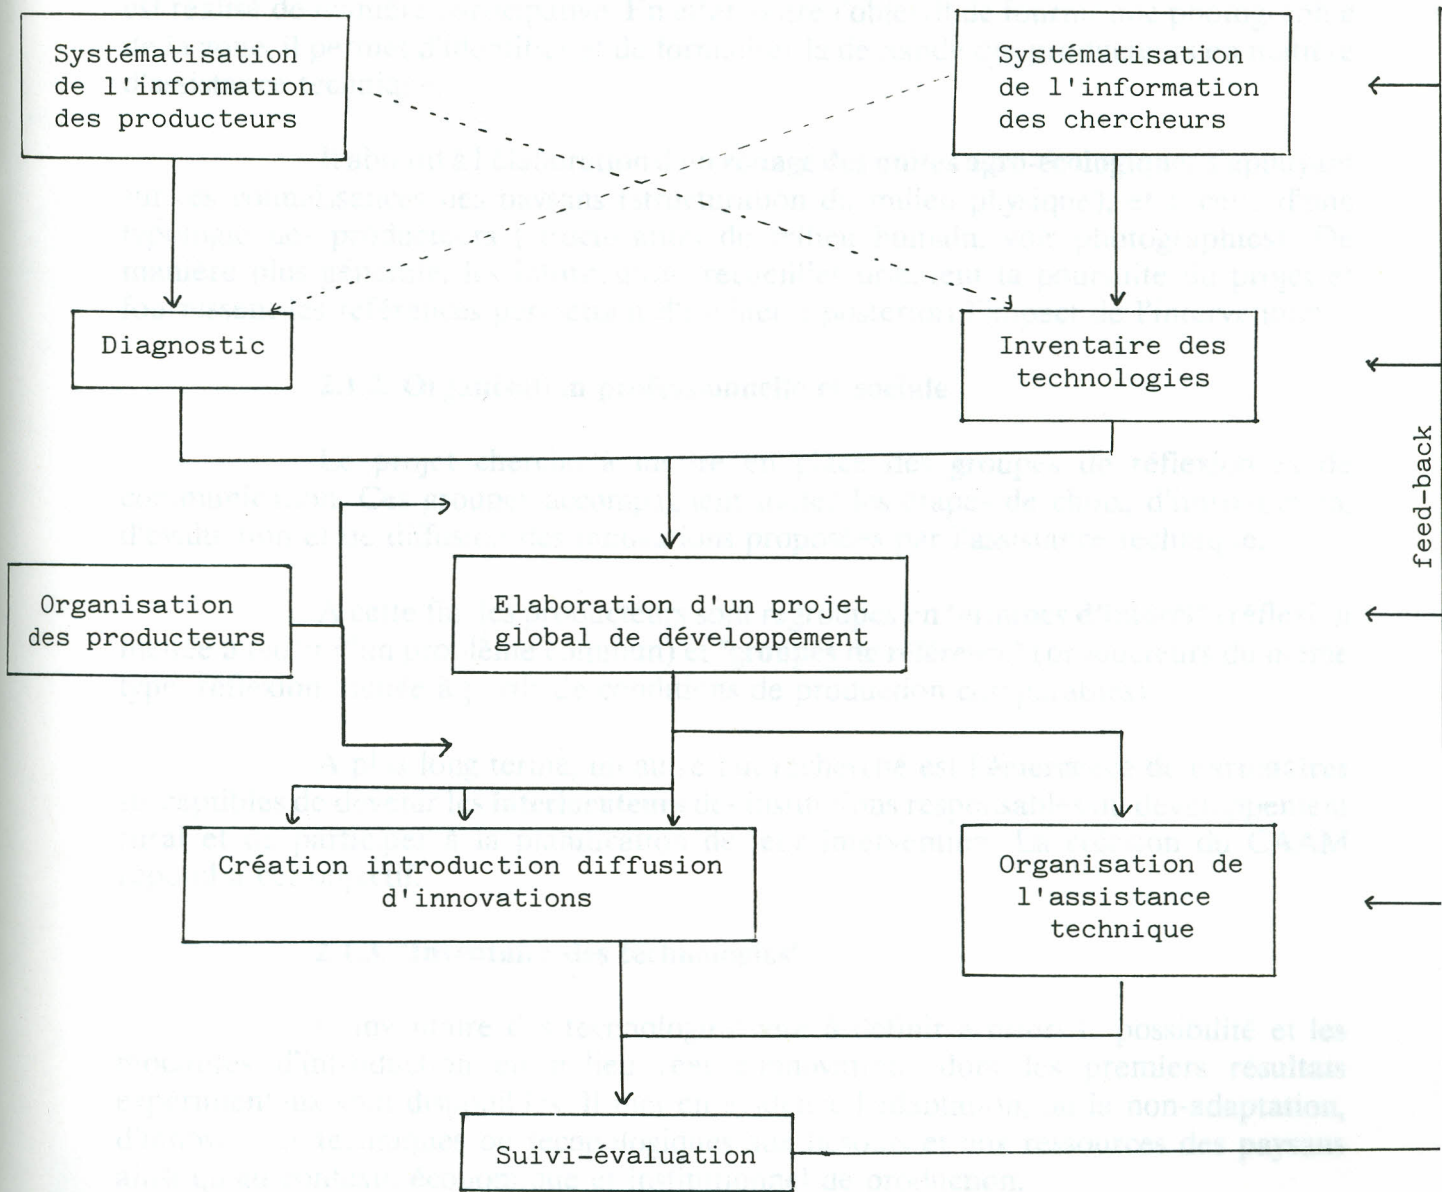 Systématisation
de l'information
des producteurs
Systématisation
de l'information
des chercheurs
Diagnostic
Inventaire des
technologies
feed-back
Organisation
des producteurs
Elaboration d'un projet
global de développement
Création introduction diffusion
d'innovations
Organisation de
l'assistance
technique
Suivi-évaluation